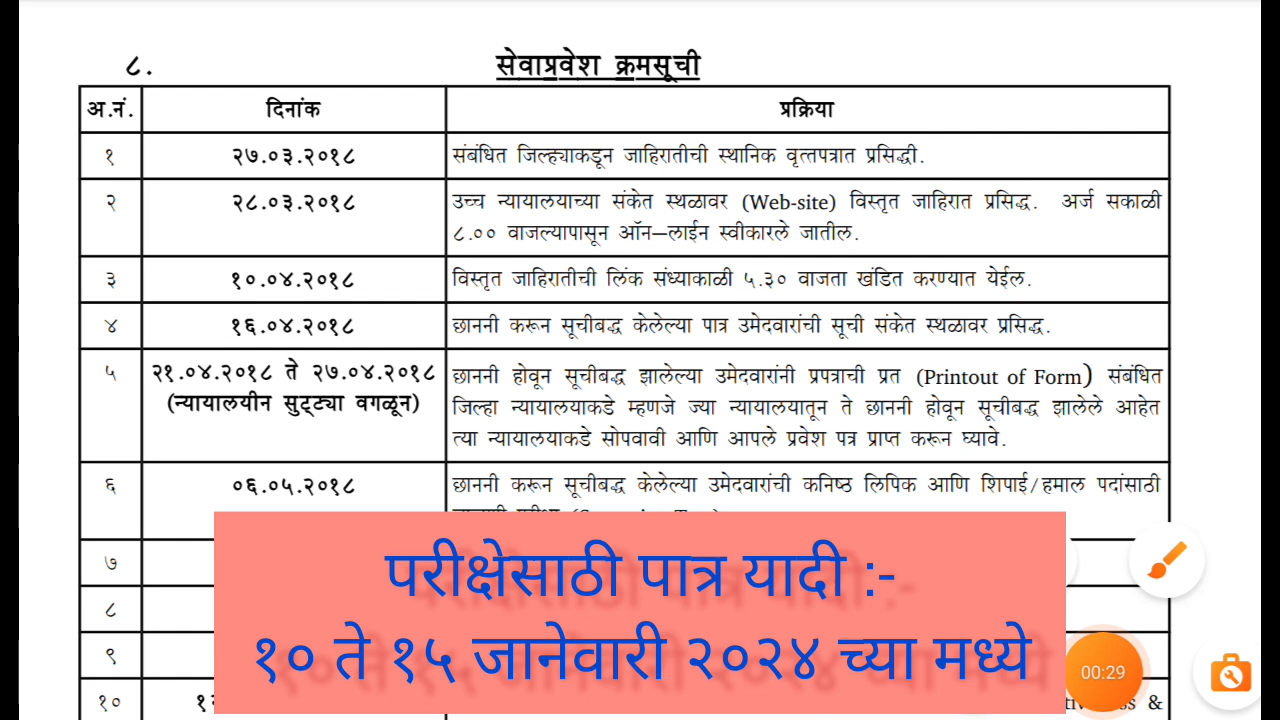 ८.
सेवाप्रवेश क्रमसूची
अ.नं. दिनांक प्रक्रिया
१ २७.०३.२०१८ संबंधित जिल्ह्याकडून जाहिरातीची स्थानिक वृत्तपत्रात प्रसिद्धी.
२ २८.०३.२०१८ उच्च न्यायालयाच्या संकेत स्थळावर (Web-site) विस्तृत जाहिरात प्रसिद्ध. अर्ज सकाळी
८.०० वाजल्यापासून ऑन–लाईन स्वीकारले जातील.
३ १०.०४.२०१८ विस्तृत जाहिरातीची लिंक संध्याकाळी ५.३० वाजता खंडित करण्यात येईल.
४ १६.०४.२०१८ छाननी करून सूचीबद्ध केलेल्या पात्र उमेदवारांची सूची संकेत स्थळावर प्रसिद्ध.
५ २१.०४.२०१८ ते २७.०४.२०१८ छाननी होवून सूचीबद्ध झालेल्या उमेदवारांनी प्रपत्राची प्रत (Printout of Form) संबंधित
(न्यायालयीन सुट्ट्या वगळून) जिल्हा न्यायालयाकडे म्हणजे ज्या न्यायालयातून ते छाननी होवून सूचीबद्ध झालेले आहेत
त्या न्यायालयाकडे सोपवावी आणि आपले प्रवेश पत्र प्राप्त करून घ्यावे.
६ ०६.०५.२०१८ छाननी करून सूचीबद्ध केलेल्या उमेदवारांची कनिष्ठ लिपिक आणि शिपाई/हमाल पदांसाठी
७
८
९
१०
&
परीक्षेसाठी पात्र यादी :-
१० ते १५ जानेवारी २०२४ च्या मध्ये
00:29